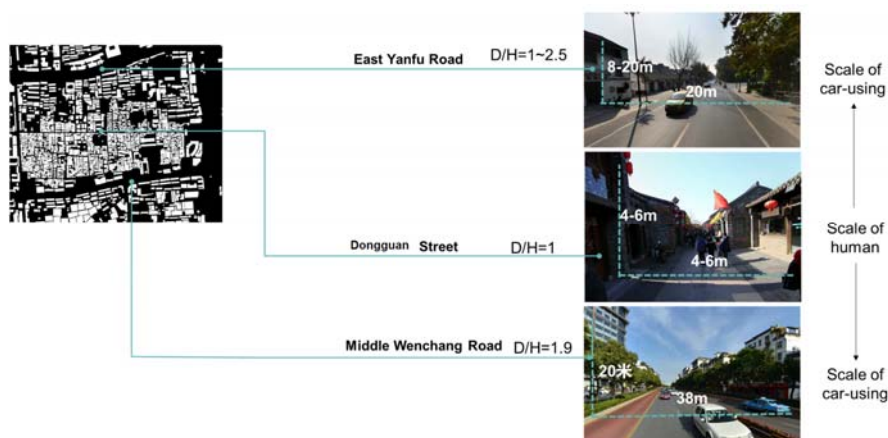 East Yanfu Road D/H=1~2.5
8-20m
20m
Scale of
car-using
Dongguan Street D/H=1
4-6m
4-6m
Scale of
human
Middle Wenchang Road D/H=1.9
20米
38m
Scale of
car-using